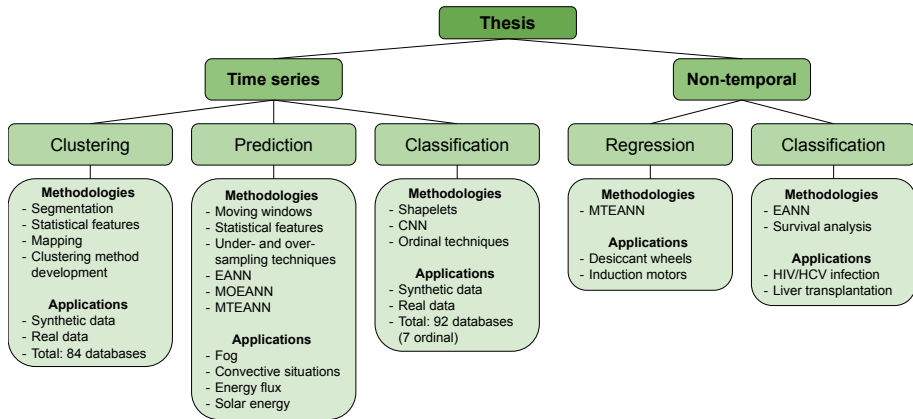 Thesis
Time series
Non-temporal
Clustering
Prediction
Classification
Regression
Classification
Methodologies
- Segmentation
- Statistical features
- Mapping
- Clustering method
development
Applications
- Synthetic data
- Real data
- Total: 84 databases
Methodologies
- Moving windows
- Statistical features
- Under- and over-
sampling techniques
- EANN
- MOEANN
- MTEANN
Applications
- Fog
- Convective situations
- Energy flux
- Solar energy
Methodologies
- Shapelets
- CNN
- Ordinal techniques
Applications
- Synthetic data
- Real data
- Total: 92 databases
(7 ordinal)
Methodologies
- MTEANN
Applications
- Desiccant wheels
- Induction motors
Methodologies
- EANN
- Survival analysis
Applications
- HIV/HCV infection
- Liver transplantation